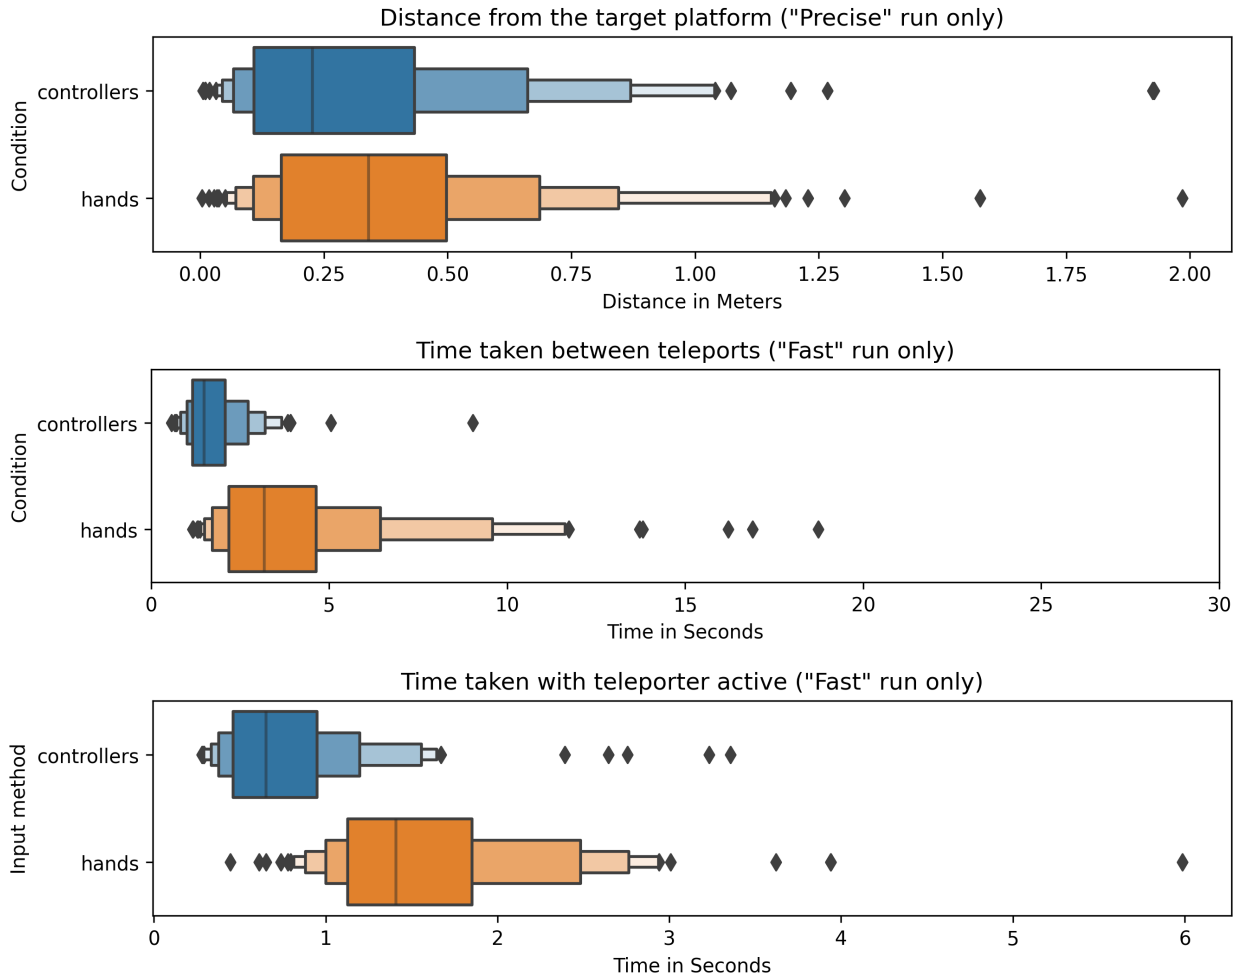 Distance from the target platform ("Precise" run only)
Condition
controllers
hands
0.00 0.25 0.50 0.75 1.00 1.25 1.50 1.75 2.00
Distance in Meters
Time taken between teleports ("Fast" run only)
Condition
controllers
hands
0 5 10 15 20 25 30
Time in Seconds
Time taken with teleporter active ("Fast" run only)
Input method
controllers
hands
0 1 2 3 4 5 6
Time in Seconds